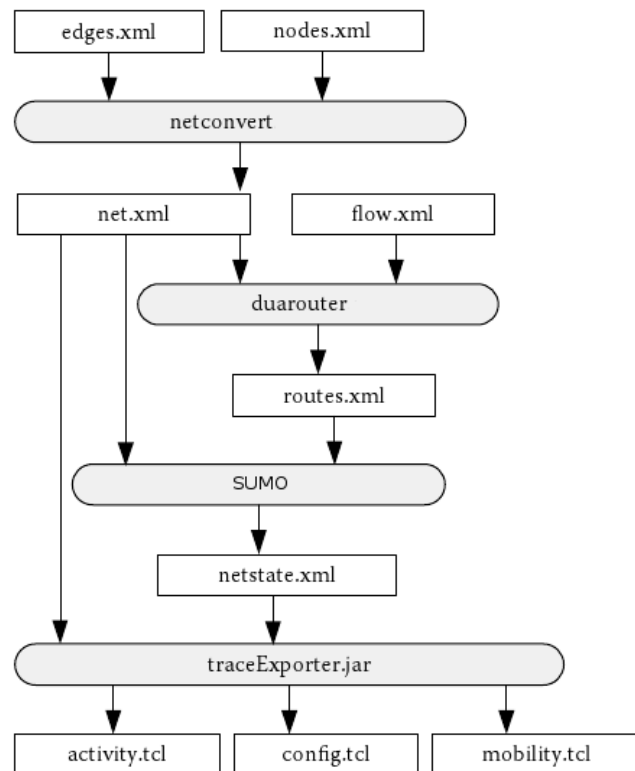 edges.xml
nodes.xml
netconvert
net.xml
flow.xml
duarouter
routes.xml
SUMO
netstate.xml
traceExporter.jar
activity.tcl
config.tcl
mobility.tcl